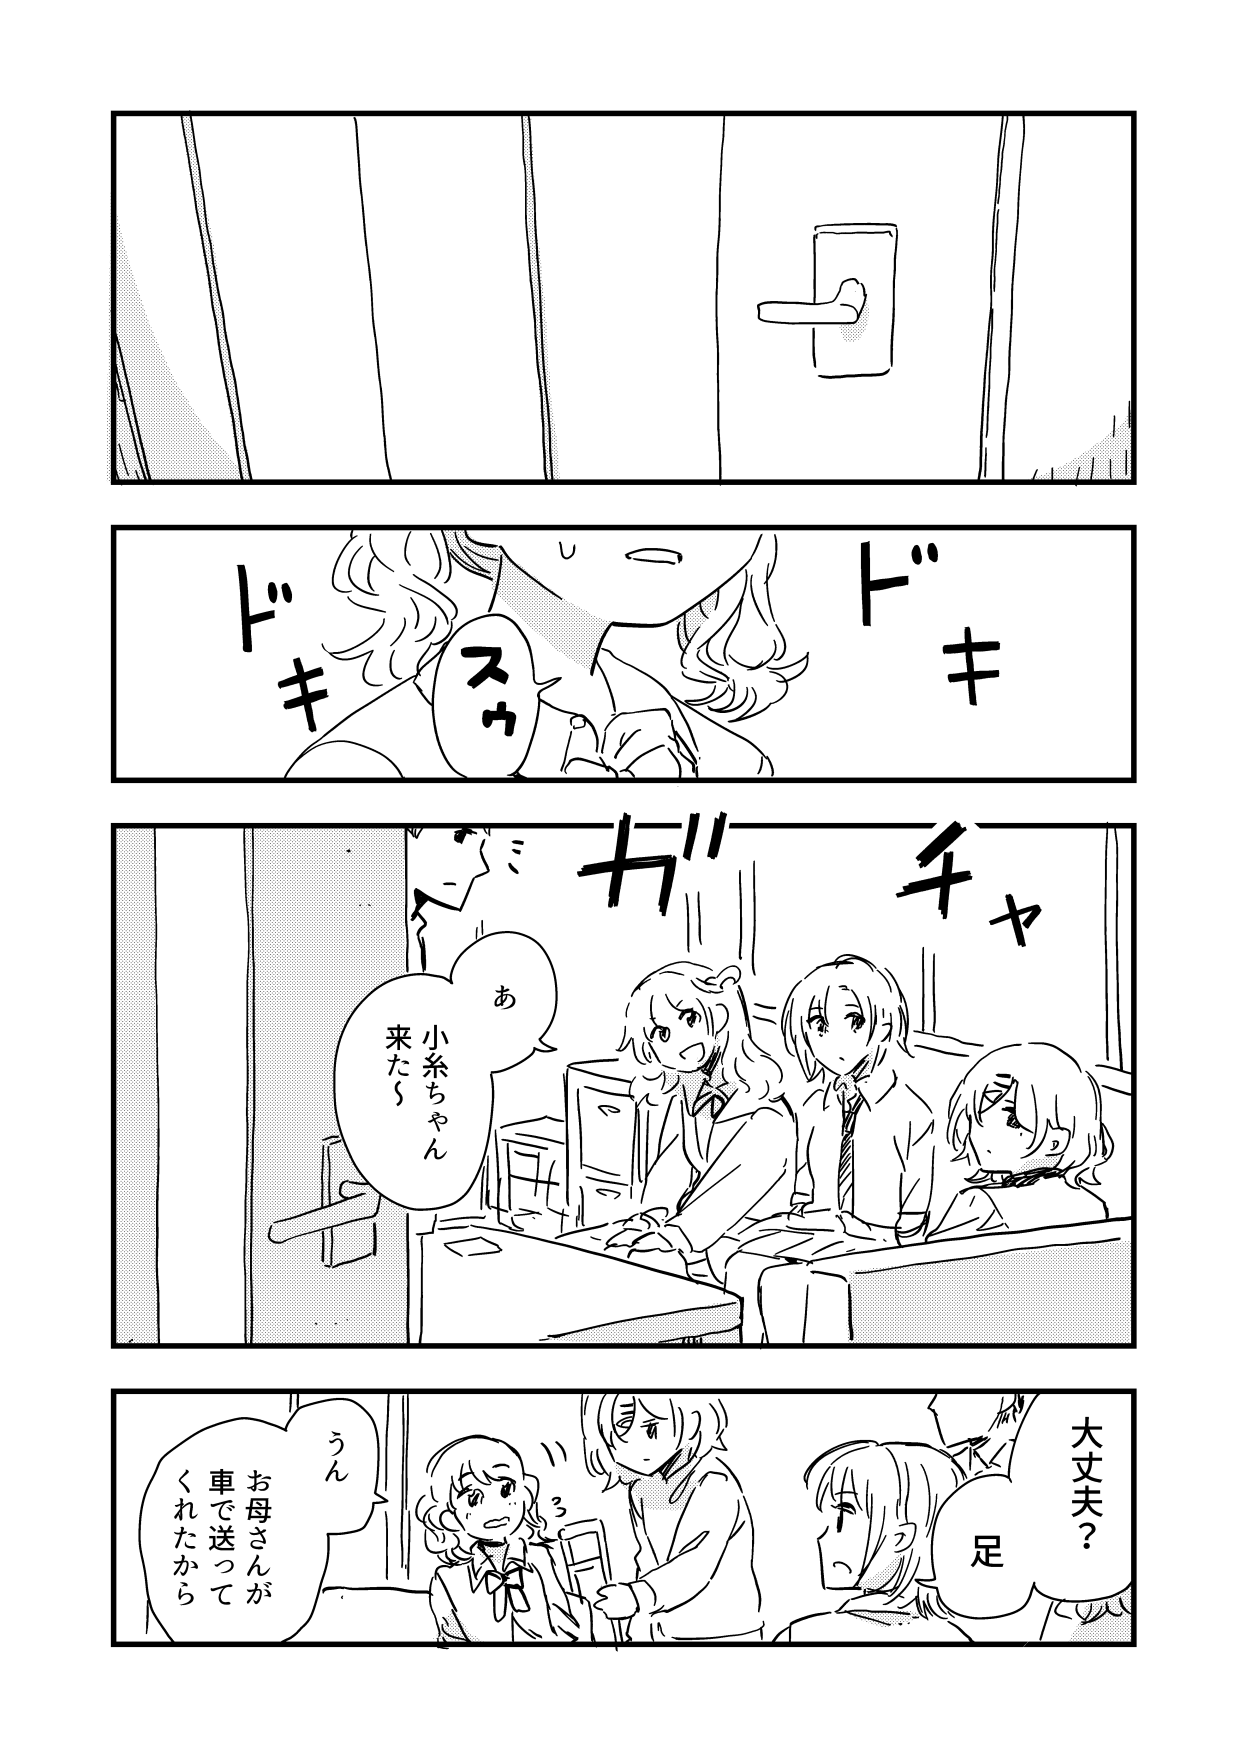 ドキ
スゥ
ドキ
ガチャ
あ
小糸ちゃん
来た〜
大丈夫？
足
うん
お母さんが
車で送って
くれたから